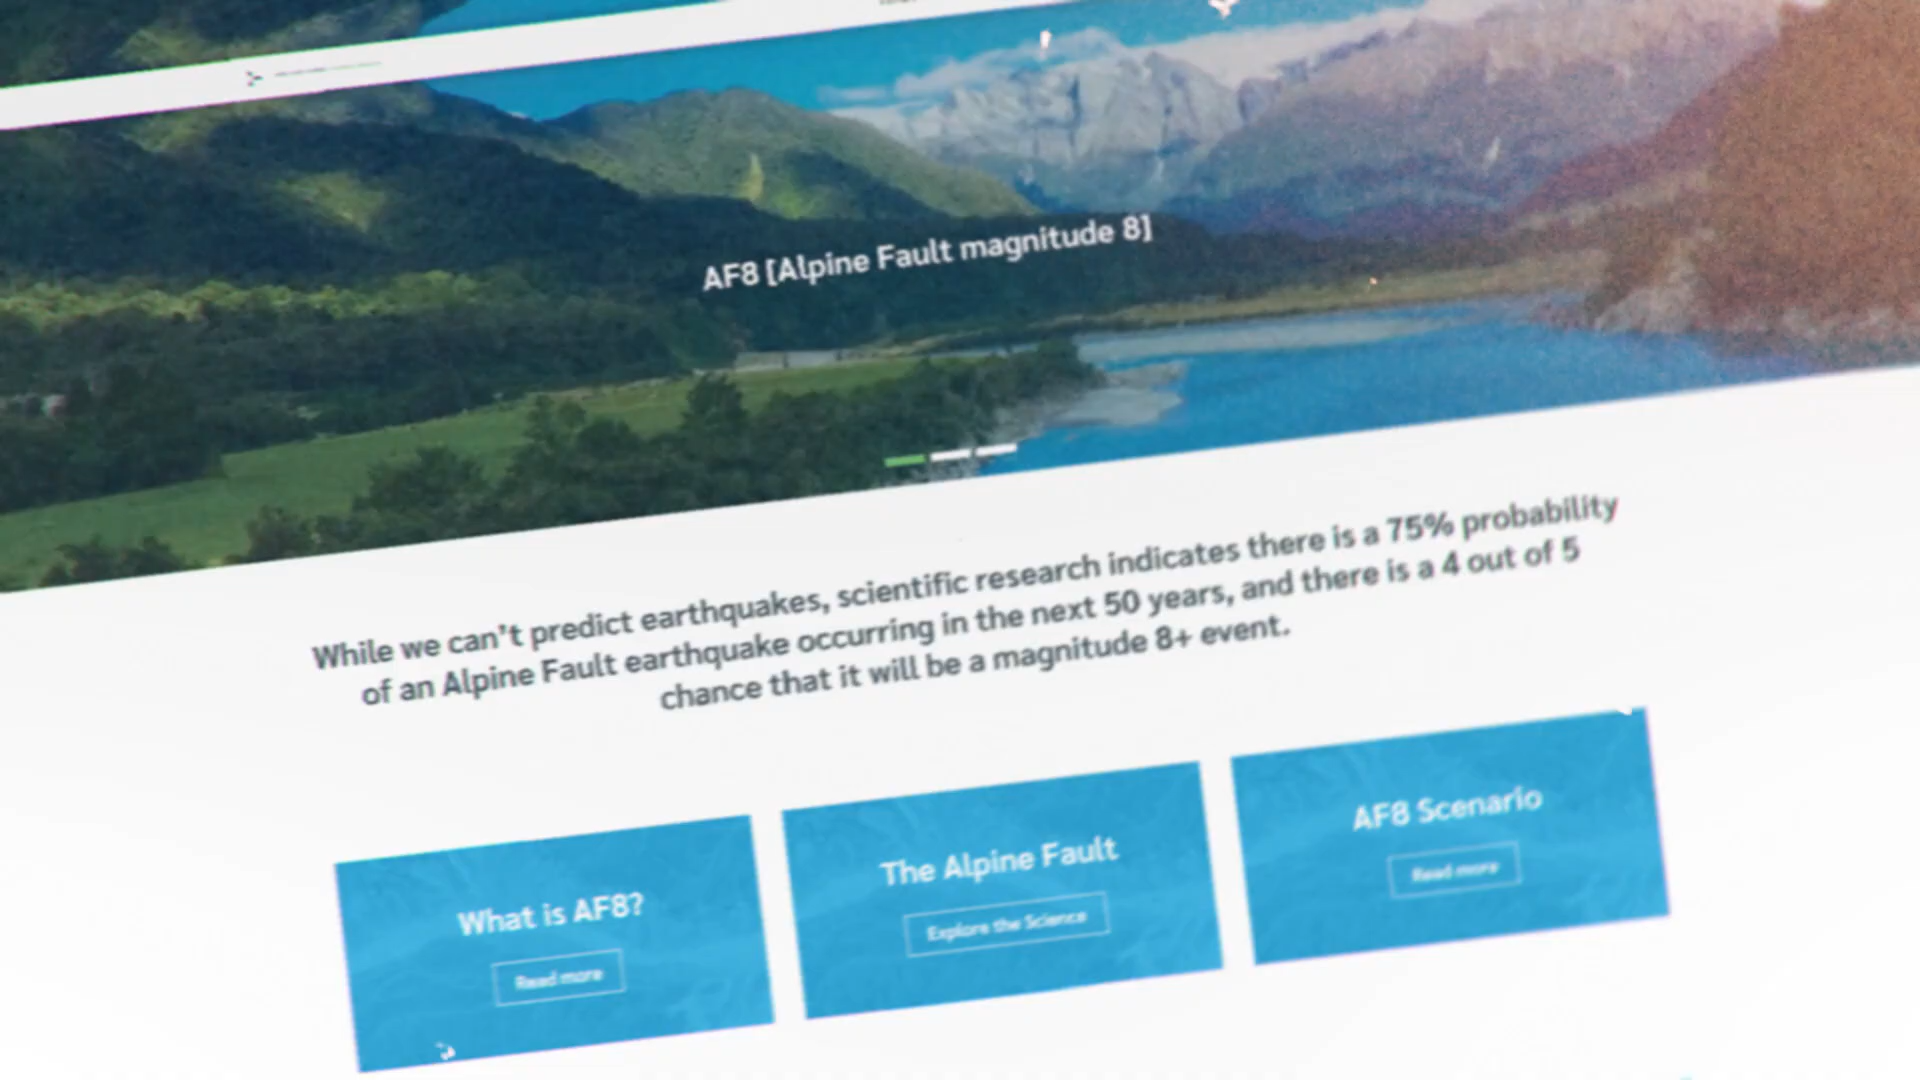 AF8 [Alpine Fault magnitude 8]
While we can't predict earthquakes, scientific research indicates there is a 75% probability
of an Alpine Fault earthquake occurring in the next 50 years, and there is a 4 out of 5
chance that it will be a magnitude 8+ event.
What is AF8?
Read more
The Alpine Fault
Explore the Science
AF8 Scenario
Read more